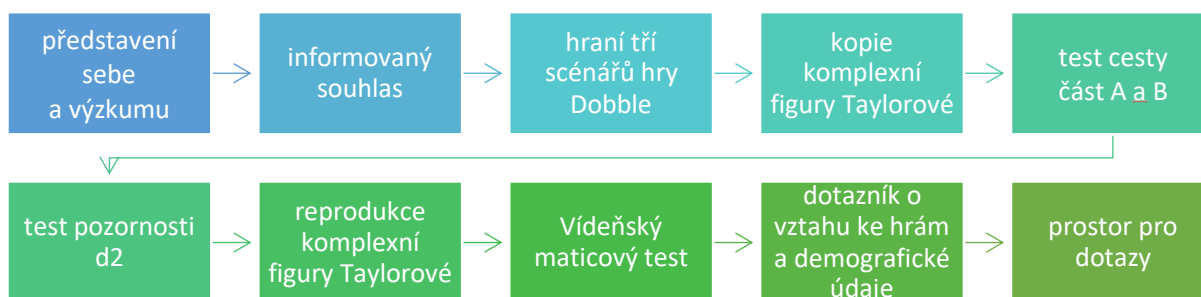 představení
sebe
a výzkumu
informovaný
souhlas
hraní tří
scénářů hry
Dobble
kopie
komplexní
figury Taylorové
test cesty
část A a B
test pozornosti
d2
reprodukce
komplexní
figury Taylorové
Vídeňský
maticový test
dotazník o
vztahu ke hrám
a demografické
údaje
prostor pro
dotazy